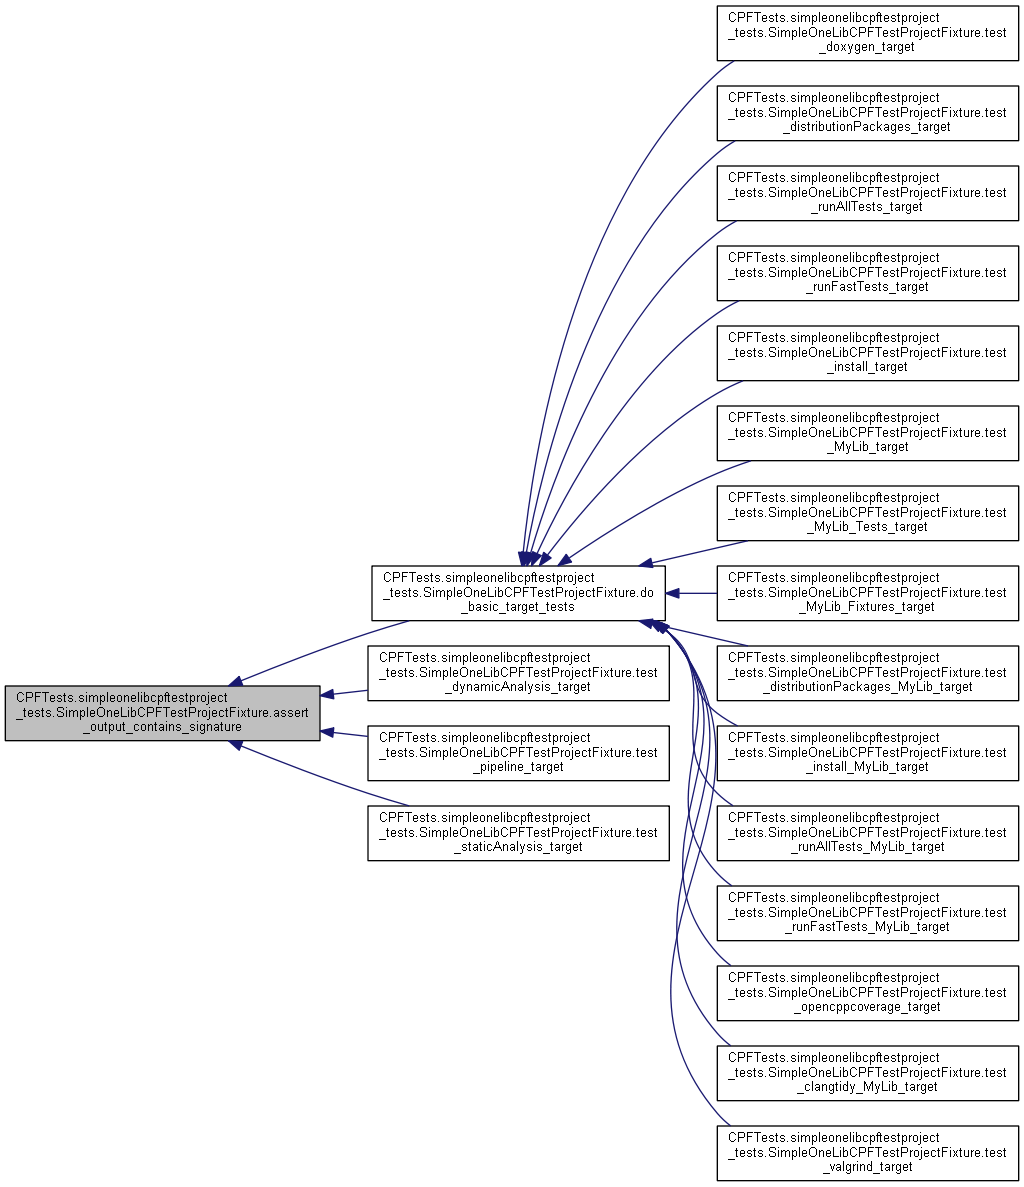 CPFTests.simpleonelibcpftestproject
_tests.SimpleOneLibCPFTestProjectFixture.test
_doxygen_target
CPFTests.simpleonelibcpftestproject
_tests.SimpleOneLibCPFTestProjectFixture.test
_distributionPackages_target
CPFTests.simpleonelibcpftestproject
_tests.SimpleOneLibCPFTestProjectFixture.test
_runAllTests_target
CPFTests.simpleonelibcpftestproject
_tests.SimpleOneLibCPFTestProjectFixture.test
_runFastTests_target
CPFTests.simpleonelibcpftestproject
_tests.SimpleOneLibCPFTestProjectFixture.test
_install_target
CPFTests.simpleonelibcpftestproject
_tests.SimpleOneLibCPFTestProjectFixture.test
_MyLib_target
CPFTests.simpleonelibcpftestproject
_tests.SimpleOneLibCPFTestProjectFixture.test
_MyLib_Tests_target
CPFTests.simpleonelibcpftestproject
_tests.SimpleOneLibCPFTestProjectFixture.do
_basic_target_tests
CPFTests.simpleonelibcpftestproject
_tests.SimpleOneLibCPFTestProjectFixture.test
_MyLib_Fixtures_target
CPFTests.simpleonelibcpftestproject
_tests.SimpleOneLibCPFTestProjectFixture.test
_dynamicAnalysis_target
CPFTests.simpleonelibcpftestproject
_tests.SimpleOneLibCPFTestProjectFixture.test
_distributionPackages_MyLib_target
CPFTests.simpleonelibcpftestproject
_tests.SimpleOneLibCPFTestProjectFixture.assert
_output_contains_signature
CPFTests.simpleonelibcpftestproject
_tests.SimpleOneLibCPFTestProjectFixture.test
_pipeline_target
CPFTests.simpleonelibcpftestproject
_tests.SimpleOneLibCPFTestProjectFixture.test
_install_MyLib_target
CPFTests.simpleonelibcpftestproject
_tests.SimpleOneLibCPFTestProjectFixture.test
_staticAnalysis_target
CPFTests.simpleonelibcpftestproject
_tests.SimpleOneLibCPFTestProjectFixture.test
_runAllTests_MyLib_target
CPFTests.simpleonelibcpftestproject
_tests.SimpleOneLibCPFTestProjectFixture.test
_runFastTests_MyLib_target
CPFTests.simpleonelibcpftestproject
_tests.SimpleOneLibCPFTestProjectFixture.test
_opencppcoverage_target
CPFTests.simpleonelibcpftestproject
_tests.SimpleOneLibCPFTestProjectFixture.test
_clangtidy_MyLib_target
CPFTests.simpleonelibcpftestproject
_tests.SimpleOneLibCPFTestProjectFixture.test
_valgrind_target